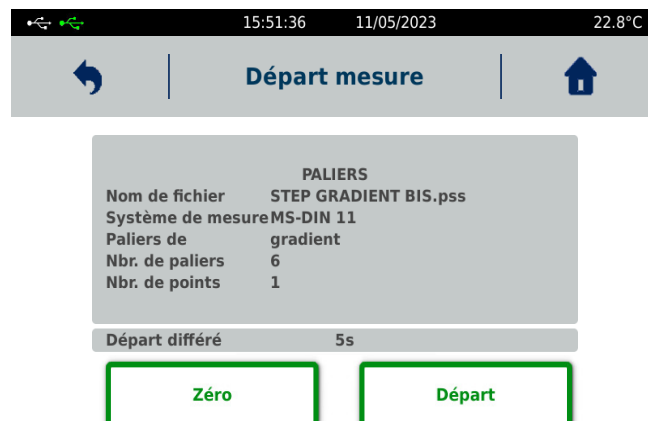 15:51:36 11/05/2023 22.8°C
Départ mesure
PALIERS
Nom de fichier STEP GRADIENT BIS.pss
Système de mesure MS-DIN 11
Paliers de gradient
Nbr. de paliers 6
Nbr. de points 1
Départ différé 5s
Zéro Départ